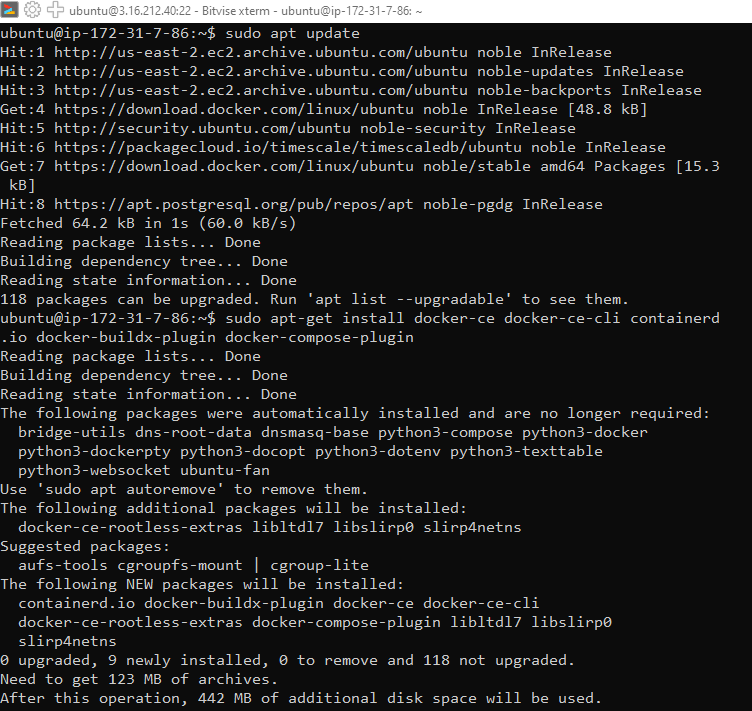 ubuntu@3.16.212.40:22 - Bitvise xterm - ubuntu@ip-172-31-7-86: ~
ubuntu@ip-172-31-7-86:~$ sudo apt update
Hit:1 http://us-east-2.ec2.archive.ubuntu.com/ubuntu noble InRelease
Hit:2 http://us-east-2.ec2.archive.ubuntu.com/ubuntu noble-updates InRelease
Hit:3 http://us-east-2.ec2.archive.ubuntu.com/ubuntu noble-backports InRelease
Get:4 https://download.docker.com/linux/ubuntu noble InRelease [48.8 kB]
Hit:5 http://security.ubuntu.com/ubuntu noble-security InRelease
Hit:6 https://packagecloud.io/timescale/timescaledb/ubuntu noble InRelease
Get:7 https://download.docker.com/linux/ubuntu noble/stable amd64 Packages [15.3
 kB]
Hit:8 https://apt.postgresql.org/pub/repos/apt noble-pgdg InRelease
Fetched 64.2 kB in 1s (60.0 kB/s)
Reading package lists... Done
Building dependency tree... Done
Reading state information... Done
118 packages can be upgraded. Run 'apt list --upgradable' to see them.
ubuntu@ip-172-31-7-86:~$ sudo apt-get install docker-ce docker-ce-cli containerd
.io docker-buildx-plugin docker-compose-plugin
Reading package lists... Done
Building dependency tree... Done
Reading state information... Done
The following packages were automatically installed and are no longer required:
  bridge-utils dns-root-data dnsmasq-base python3-compose python3-docker
  python3-dockerpty python3-docopt python3-dotenv python3-texttable
  python3-websocket ubuntu-fan
Use 'sudo apt autoremove' to remove them.
The following additional packages will be installed:
  docker-ce-rootless-extras libltdl7 libslirp0 slirp4netns
Suggested packages:
  aufs-tools cgroupfs-mount | cgroup-lite
The following NEW packages will be installed:
  containerd.io docker-buildx-plugin docker-ce docker-ce-cli
  docker-ce-rootless-extras docker-compose-plugin libltdl7 libslirp0
  slirp4netns
0 upgraded, 9 newly installed, 0 to remove and 118 not upgraded.
Need to get 123 MB of archives.
After this operation, 442 MB of additional disk space will be used.